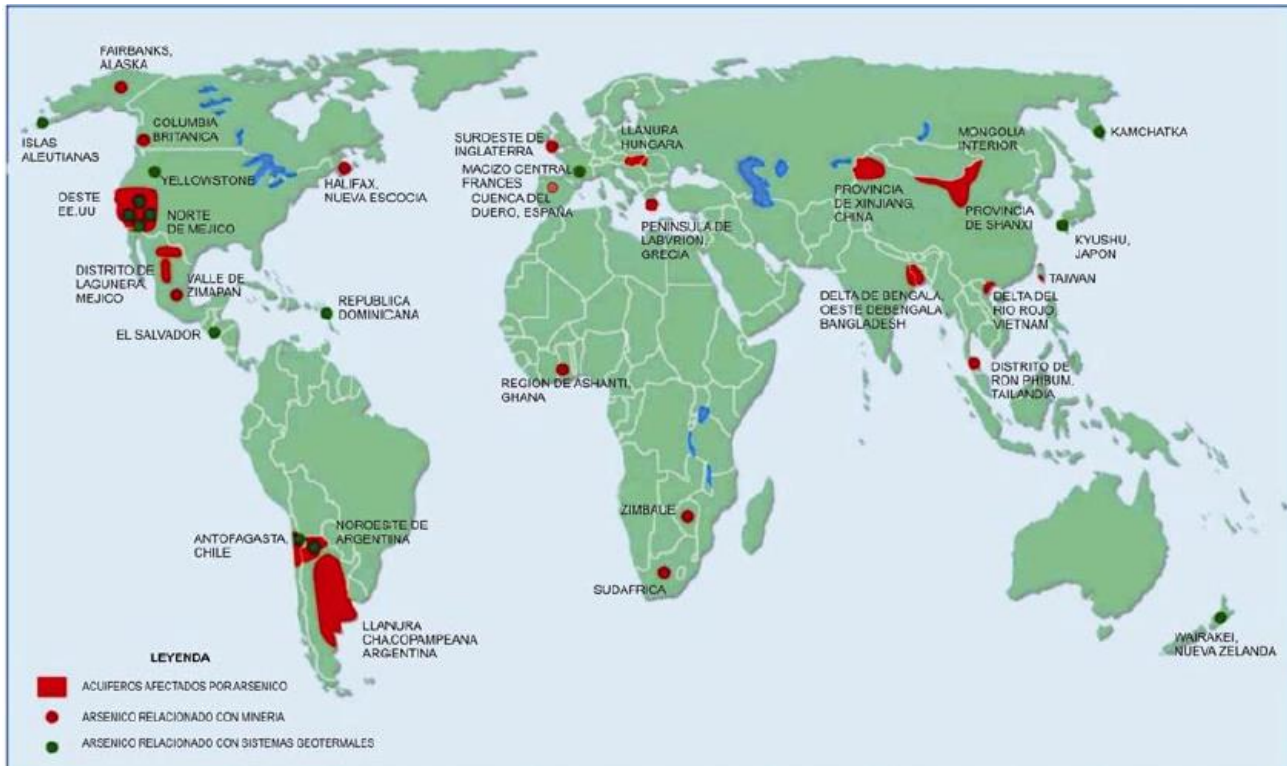 FAIRBANKS,
ALASKA
ISLAS
ALEUTIANAS
COLUMBIA
BRITANICA
YELLOWSTONE
HALIFAX,
NUEVA ESCOCIA
OESTE
EE.UU
NORTE
DE MEJICO
DISTRITO DE
LAGUNERA,
MEJICO
VALLE DE
ZIMAPAN
REPUBLICA
DOMINICANA
EL SALVADOR
SUROESTE DE
INGLATERRA
LLANURA
HUNGARA
MACIZO CENTRAL
FRANCES
CUENCA DEL
DUERO, ESPAÑA
PENINSULA DE
LABVRION,
GRECIA
MONGOLIA
INTERIOR
KAMCHATKA
PROVINCIA
DE XINJIANG,
CHINA
PROVINCIA
DE SHANXI
KYUSHU,
JAPON
TAIWAN
DELTA DE BENGALA,
OESTE DEBENGALA,
BANGLADESH
DELTA DEL
RIO ROJO,
VIETNAM
DISTRITO DE
RON PHIBUM,
TAILANDIA
REGION DE ASHANTI,
GHANA
ZIMBAUE
SUDAFRICA
ANTOFAGASTA,
CHILE
NOROESTE DE
ARGENTINA
LLANURA
CHA.COPAMPEANA
ARGENTINA
WAIRAKEI,
NUEVA ZELANDA
LEYENDA
ACUIFEROS AFECTADOS POR ARSENICO
ARSENICO RELACIONADO CON MINERIA
ARSENICO RELACIONADO CON SISTEMAS GEOTERMALES